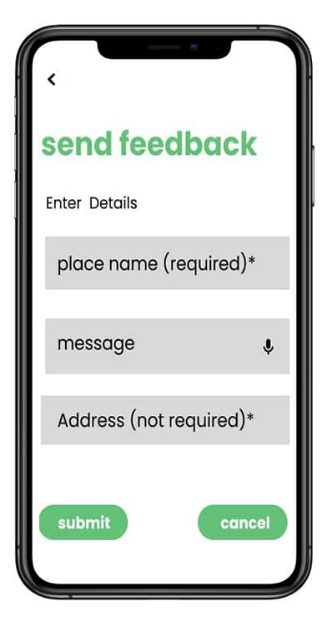 send feedback
Enter Details
place name (required)*
message
Address (not required)*
submit
cancel